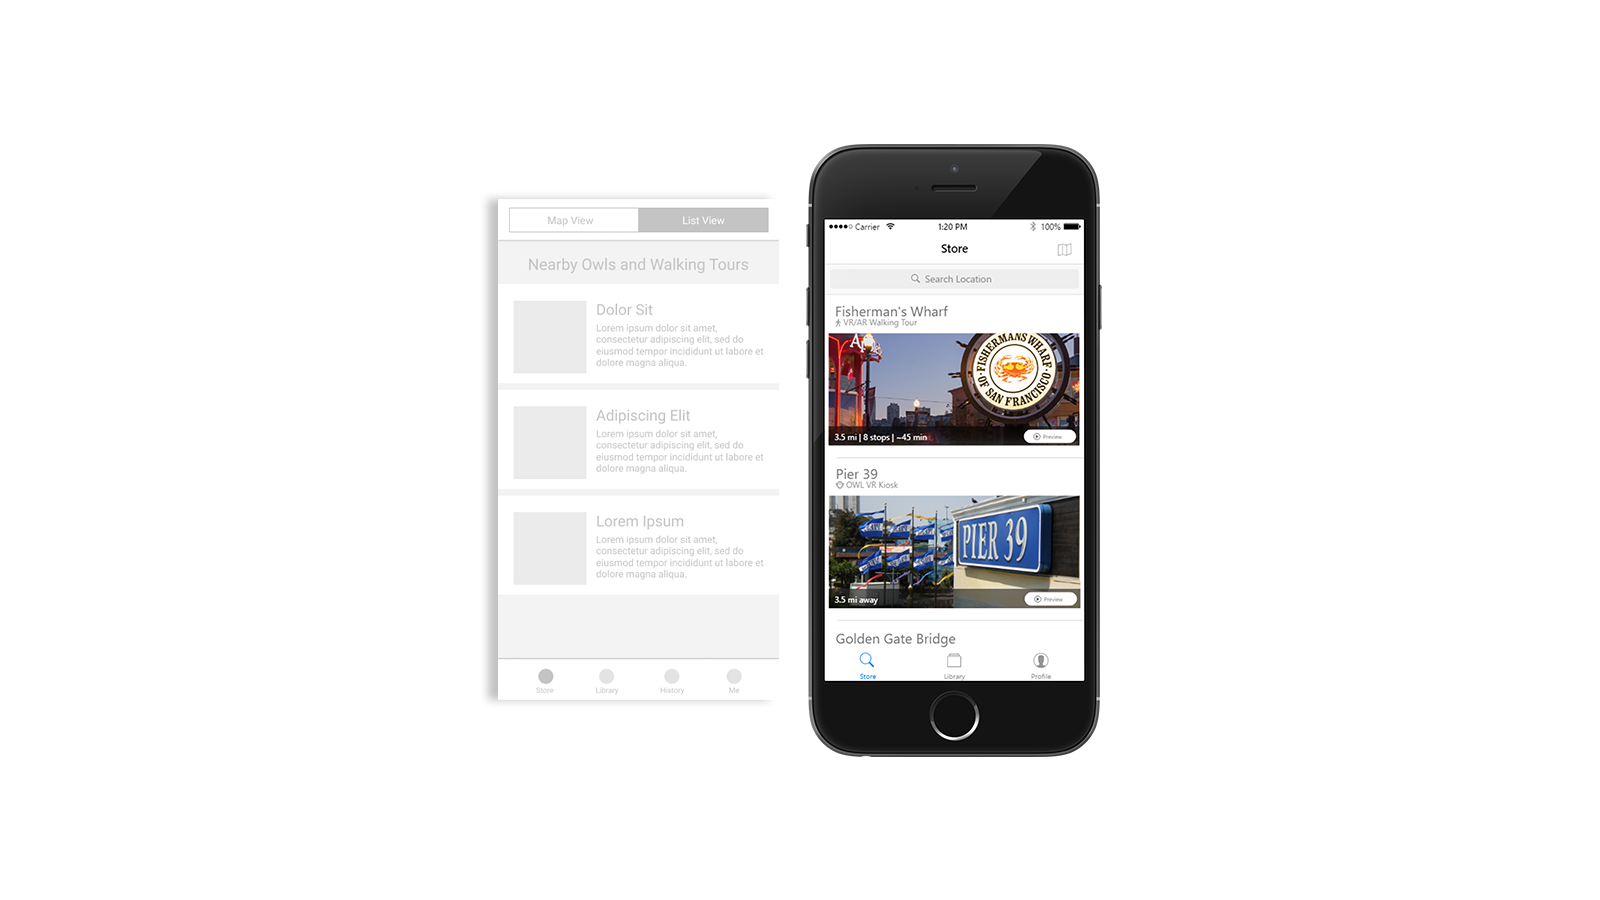 Map View
List View
Nearby Owls and Walking Tours
Dolor Sit
Lorem ipsum dolor sit amet,
consectetur adipiscing elit, sed do
eiusmod tempor incididunt ut labore et
dolore magna aliqua.
Adipiscing Elit
Lorem ipsum dolor sit amet,
consectetur adipiscing elit, sed do
eiusmod tempor incididunt ut labore et
dolore magna aliqua.
Lorem Ipsum
Lorem ipsum dolor sit amet,
consectetur adipiscing elit, sed do
eiusmod tempor incididunt ut labore et
dolore magna aliqua.
Store
Library
History
Me
Carrier
1:20 PM
100%
Store
Search Location
Fisherman's Wharf
VR/AR Walking Tour
FISHERMANS WHARF
OF SAN FRANCISCO
3.5 mi | 8 stops | ~45 min
Preview
Pier 39
OWL VR Kiosk
PIER 39
3.5 mi away
Preview
Golden Gate Bridge
Store
Library
Profile